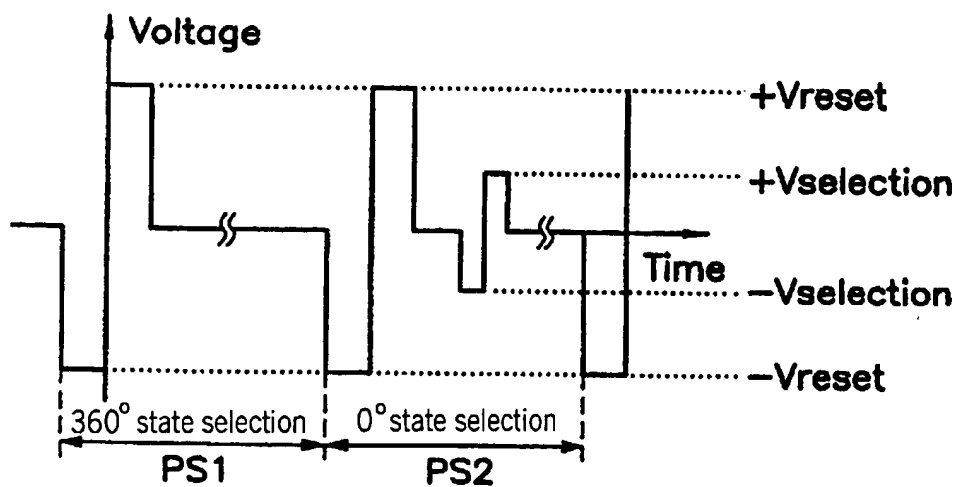 Voltage
+Vreset
+Vselection
Time
−Vselection
−Vreset
360° state selection
0° state selection
PS1
PS2